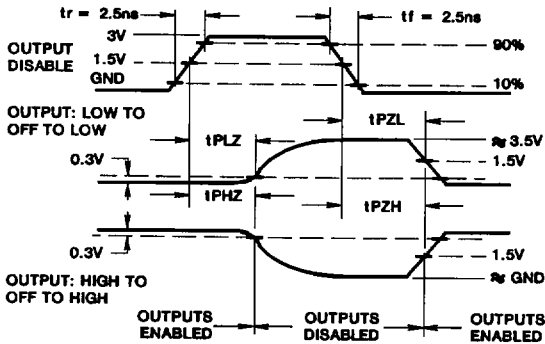 tr = 2.5ns
tf = 2.5ns
OUTPUT
DISABLE
3V
1.5V
GND
90%
10%
OUTPUT: LOW TO
OFF TO LOW
tPLZ
tPZL
≈ 3.5V
1.5V
0.3V
tPHZ
tPZH
0.3V
1.5V
≈ GND
OUTPUT: HIGH TO
OFF TO HIGH
OUTPUTS
ENABLED
OUTPUTS
DISABLED
OUTPUTS
ENABLED